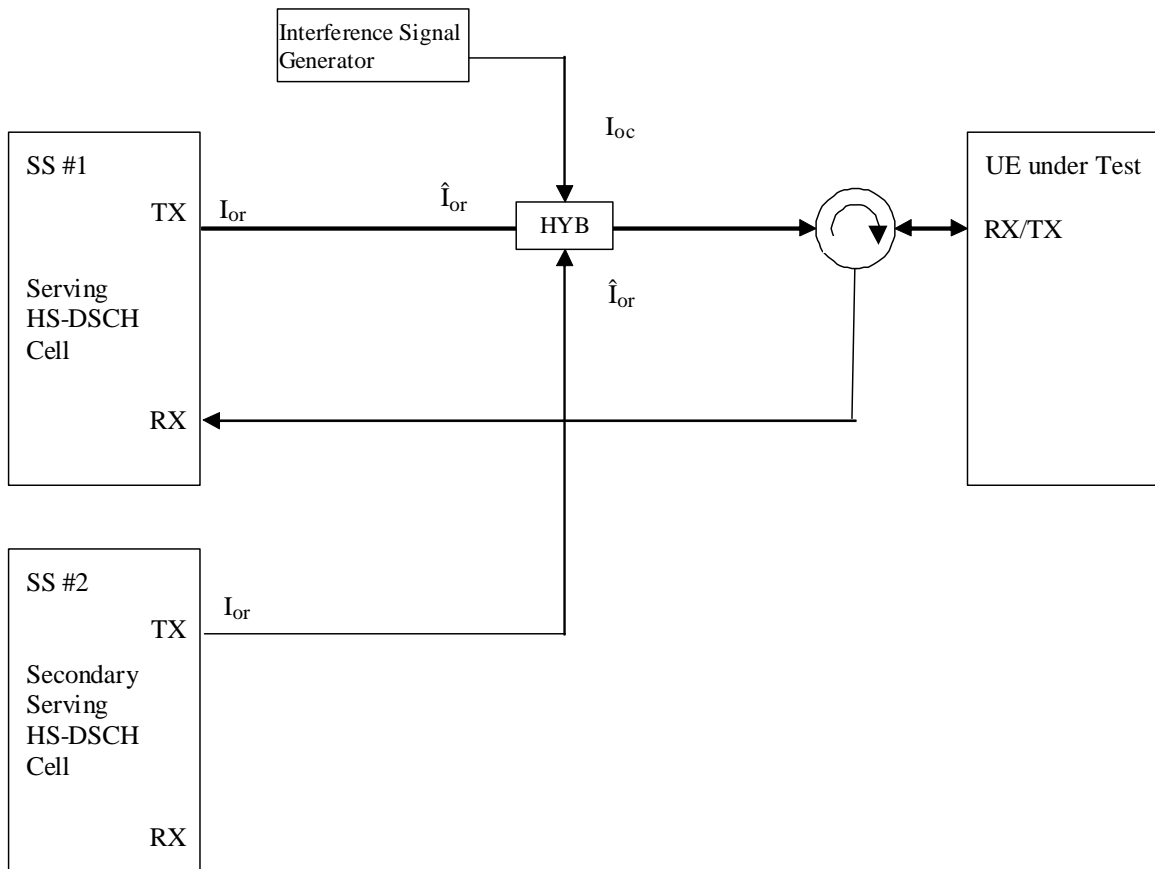 Interference Signal
Generator
I_oc
SS #1
TX
I_or
Î_or
HYB
UE under Test
RX/TX
Serving
HS-DSCH
Cell
Î_or
RX
SS #2
I_or
TX
Secondary
Serving
HS-DSCH
Cell
RX